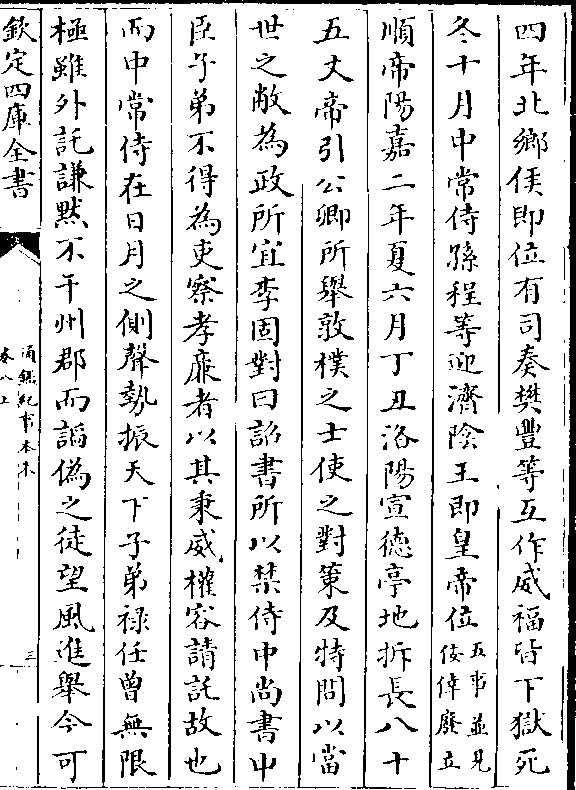 四年北鄉侯即位有司奏樊豐等互作威福皆下獄死
冬十月中常侍孫程等迎濟陰王即皇帝位五事並見佞倖廢立
順帝陽嘉二年夏六月丁丑洛陽宣德亭地拆長八十
五丈帝引公卿所舉敦樸之士使之對策及特問以當
世之敝為政所宜李固對曰詔書所以禁侍中尚書中
臣子弟不得為吏察孝廉者以其秉威權容請託故也
而中常侍在日月之側聲勢振天下子弟祿任曾無限
極雖外託謙黙不干州郡而謟偽之徒望風進舉今可
欽定四庫全書
通鑑紀事本末
卷八上
三